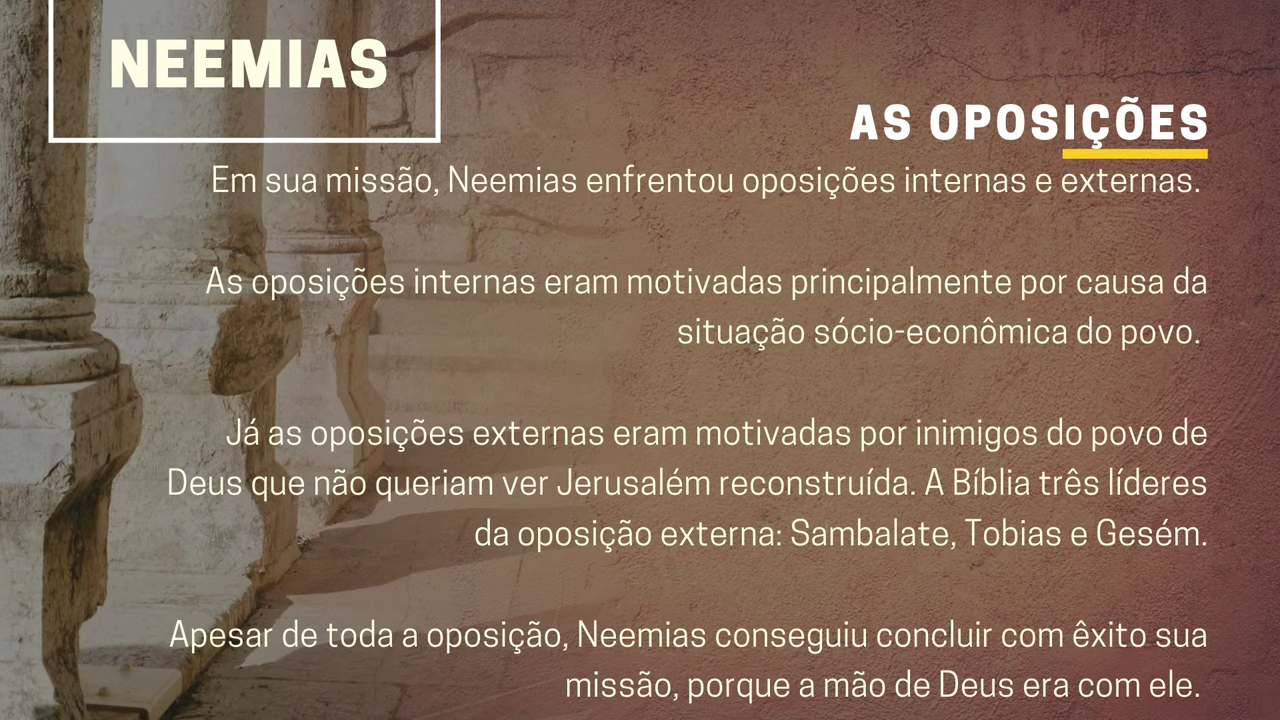 NEEMIAS
AS OPOSIÇÕES
Em sua missão, Neemias enfrentou oposições internas e externas.
As oposições internas eram motivadas principalmente por causa da
situação sócio-econômica do povo.
Já as oposições externas eram motivadas por inimigos do povo de
Deus que não queriam ver Jerusalém reconstruída. A Bíblia três líderes
da oposição externa: Sambalate, Tobias e Gesém.
Apesar de toda a oposição, Neemias conseguiu concluir com êxito sua
missão, porque a mão de Deus era com ele.